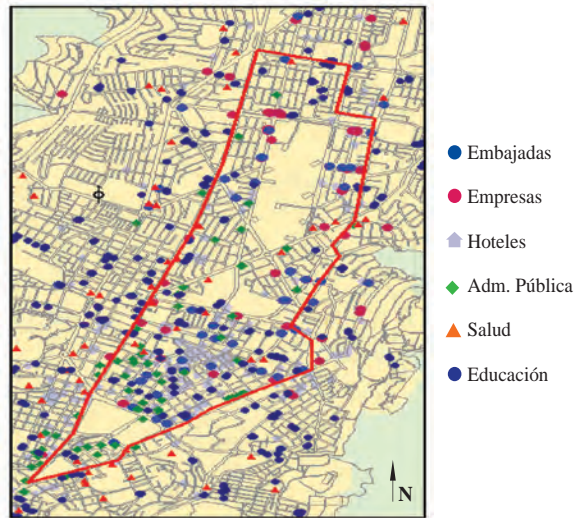 Embajadas
Empresas
Hoteles
Adm. Pública
Salud
Educación
N